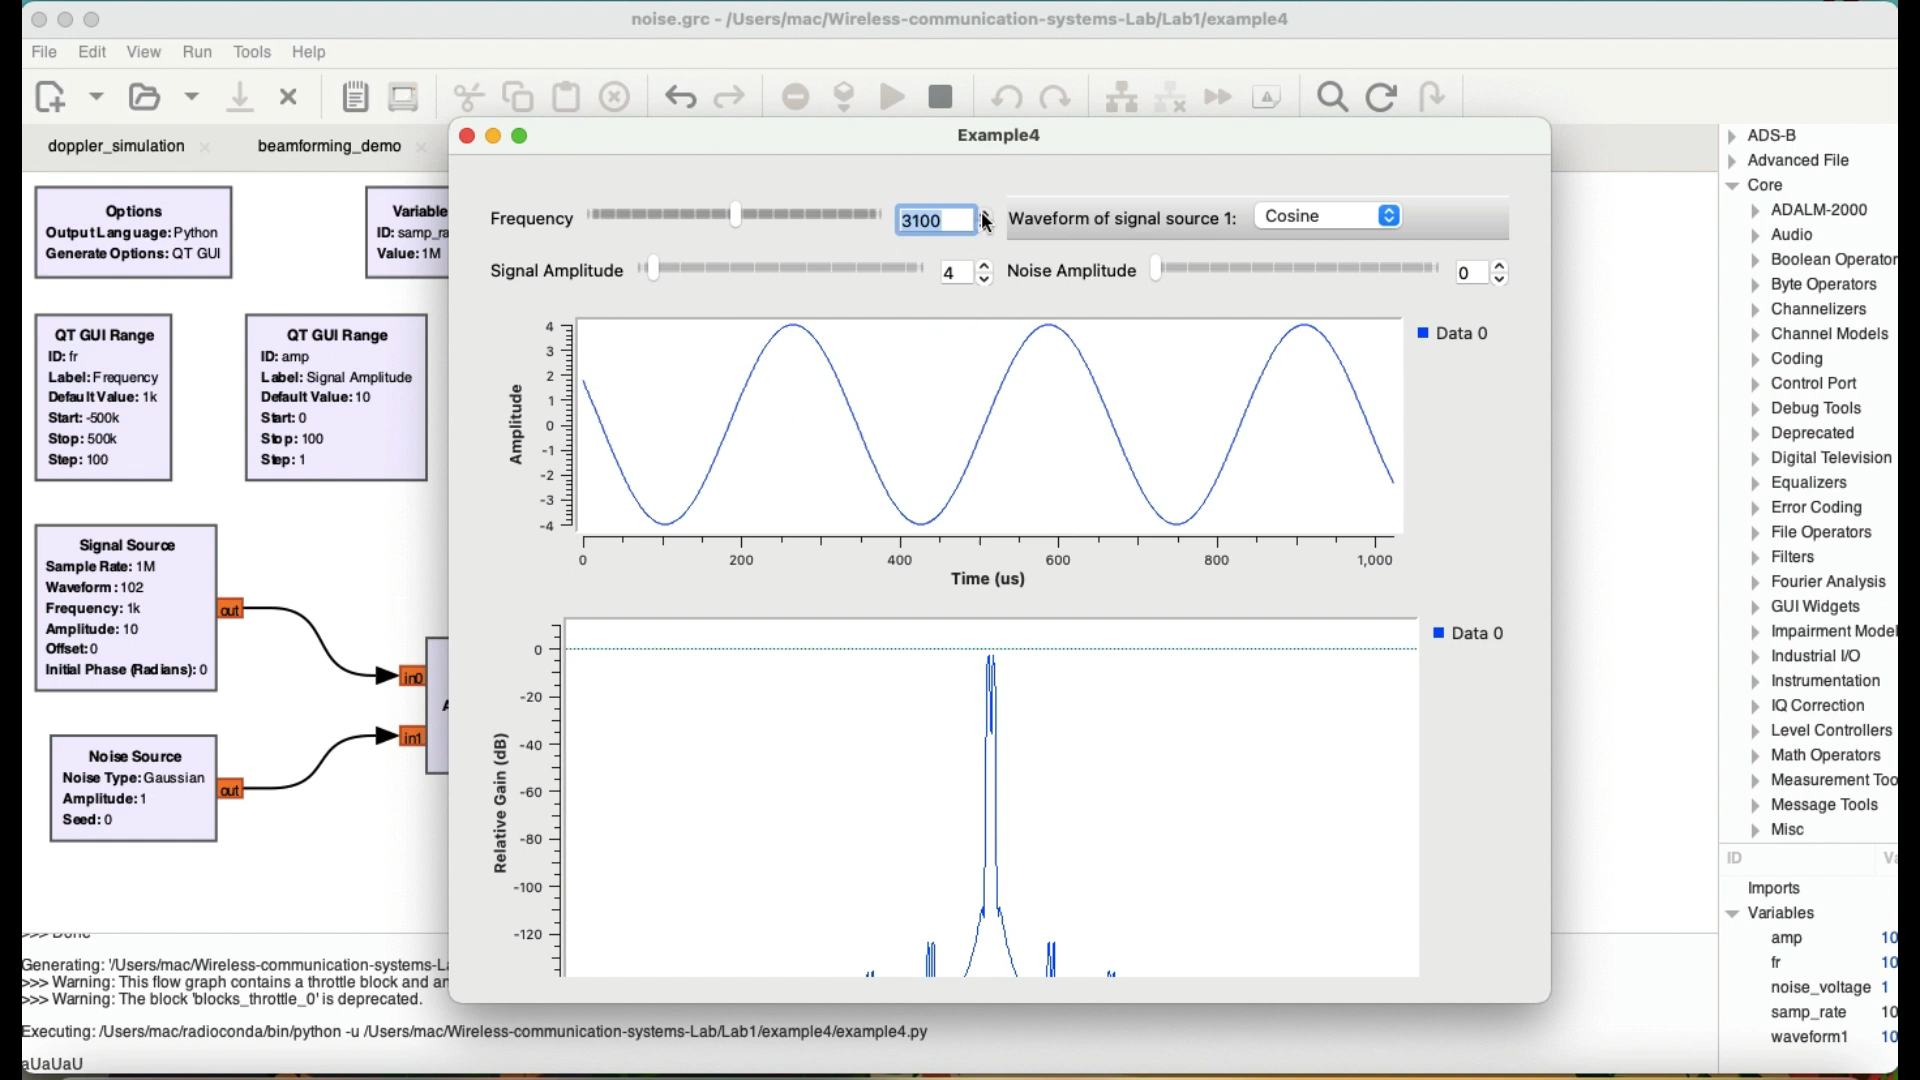 noise.grc - /Users/mac/Wireless-communication-systems-Lab/Lab1/example4
File Edit View Run Tools Help
doppler_simulation
beamforming_demo
Example4
Options
Output Language: Python
Generate Options: QT GUI
Variable
ID: samp_ra
Value: 1M
QT GUI Range
ID: fr
Label: Frequency
Default Value: 1k
Start: -500k
Stop: 500k
Step: 100
QT GUI Range
ID: amp
Label: Signal Amplitude
Default Value: 10
Start: 0
Stop: 100
Step: 1
Signal Source
Sample Rate: 1M
Waveform: 102
Frequency: 1k
Amplitude: 10
Offset: 0
Initial Phase (Radians): 0
out
in0
in1
Noise Source
Noise Type: Gaussian
Amplitude: 1
Seed: 0
out
Frequency
3100
Waveform of signal source 1:
Cosine
Signal Amplitude
4
Noise Amplitude
0
4
3
2
1
0
-1
-2
-3
-4
Amplitude
0 200 400 600 800 1,000
Time (us)
Data 0
0
-20
-40
-60
-80
-100
-120
Relative Gain (dB)
Data 0
ADS-B
Advanced File
Core
ADALM-2000
Audio
Boolean Operator
Byte Operators
Channelizers
Channel Models
Coding
Control Port
Debug Tools
Deprecated
Digital Television
Equalizers
Error Coding
File Operators
Filters
Fourier Analysis
GUI Widgets
Impairment Model
Industrial I/O
Instrumentation
IQ Correction
Level Controllers
Math Operators
Measurement Too
Message Tools
Misc
ID
Imports
Variables
amp 10
fr 10
noise_voltage 1
samp_rate 10
waveform1 10
>>> Done
Generating: '/Users/mac/Wireless-communication-systems-La
>>> Warning: This flow graph contains a throttle block and an
>>> Warning: The block 'blocks_throttle_0' is deprecated.
Executing: /Users/mac/radioconda/bin/python -u /Users/mac/Wireless-communication-systems-Lab/Lab1/example4/example4.py
aUaUaU